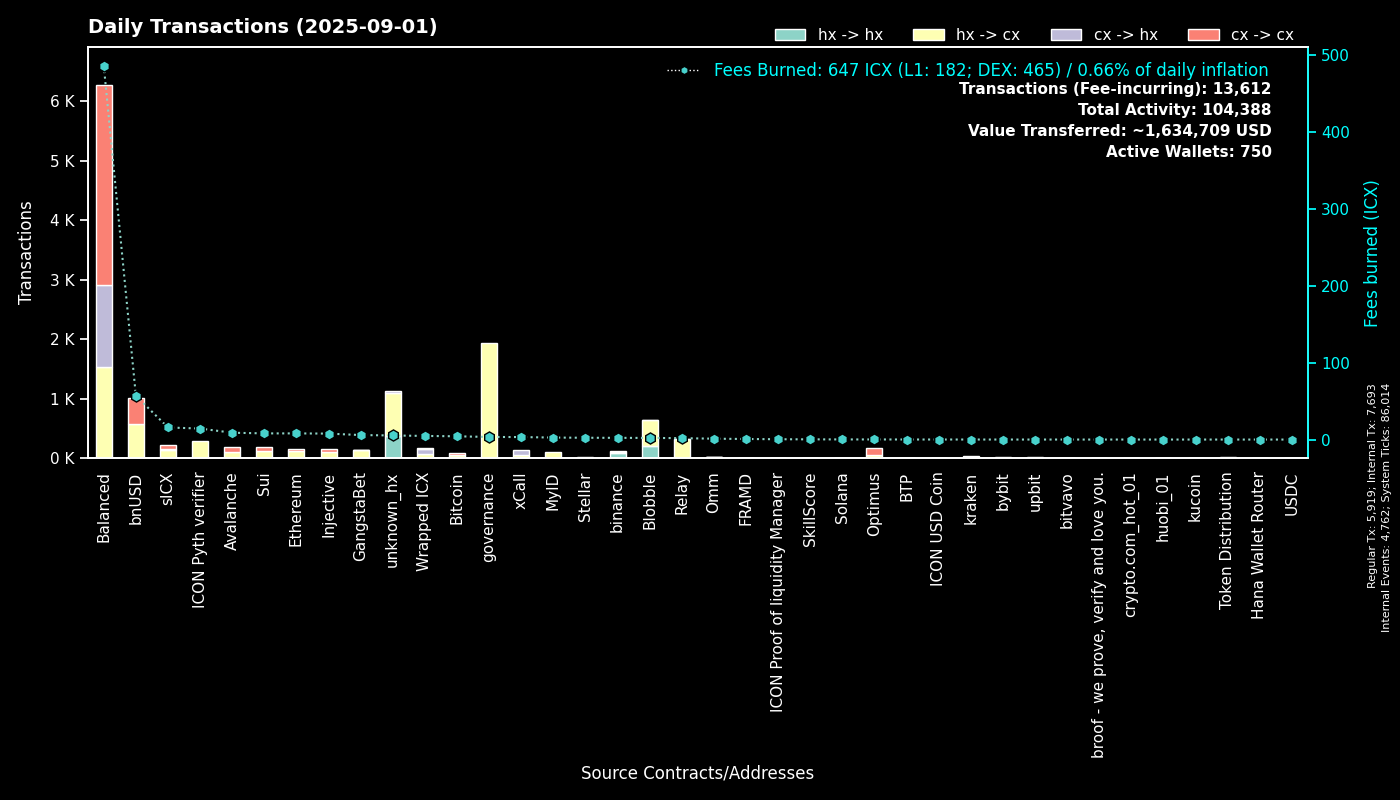 Daily Transactions (2025-09-01)
hx -> hx
hx -> cx
cx -> hx
cx -> cx
Fees Burned: 647 ICX (L1: 182; DEX: 465) / 0.66% of daily inflation
Transactions (Fee-incurring): 13,612
Total Activity: 104,388
Value Transferred: ~1,634,709 USD
Active Wallets: 750
Transactions
6 K
5 K
4 K
3 K
2 K
1 K
0 K
500
400
300
200
100
0
Fees burned (ICX)
Balanced
bnUSD
sICX
ICON Pyth verifier
Avalanche
Sui
Ethereum
Injective
GangstaBet
unknown_hx
Wrapped ICX
Bitcoin
governance
xCall
MyID
Stellar
binance
Blobble
Relay
Omm
FRAMD
ICON Proof of liquidity Manager
SkillScore
Solana
Optimus
BTP
ICON USD Coin
kraken
bybit
upbit
bitvavo
broof - we prove, verify and love you.
crypto.com_hot_01
huobi_01
kucoin
Token Distribution
Hana Wallet Router
USDC
Source Contracts/Addresses
Regular Tx: 5,919; Internal Tx: 7,693
Internal Events: 4,762; System Ticks: 86,014